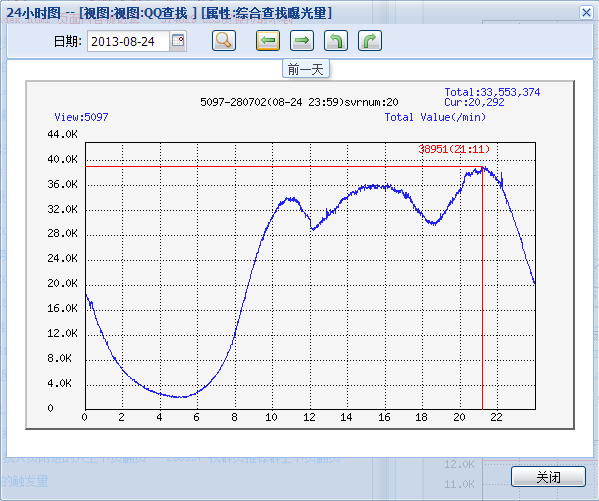 24小时图 -- [视图:视图:QQ查找 ] [属性:综合查找曝光量]
日期: 2013-08-24
前一天
Total:33,553,374
5097-280702(08-24 23:59)svrnum:20 Cur:20,292
View:5097 Total Value(/min)
44.0K
38951(21:11)
40.0K
36.0K
32.0K
28.0K
24.0K
20.0K
16.0K
12.0K
8.0K
4.0K
0
0 2 4 6 8 10 12 14 16 18 20 22
12.0K
关闭
11.0K
的触发量